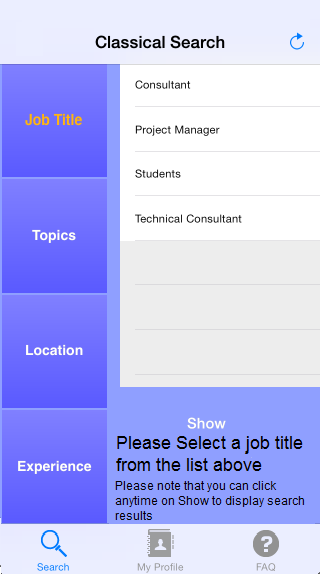 Classical Search
Job Title
Topics
Location
Experience
Consultant
Project Manager
Students
Technical Consultant
Show
Please Select a job title
from the list above
Please note that you can click
anytime on Show to display search
results
Search
My Profile
FAQ